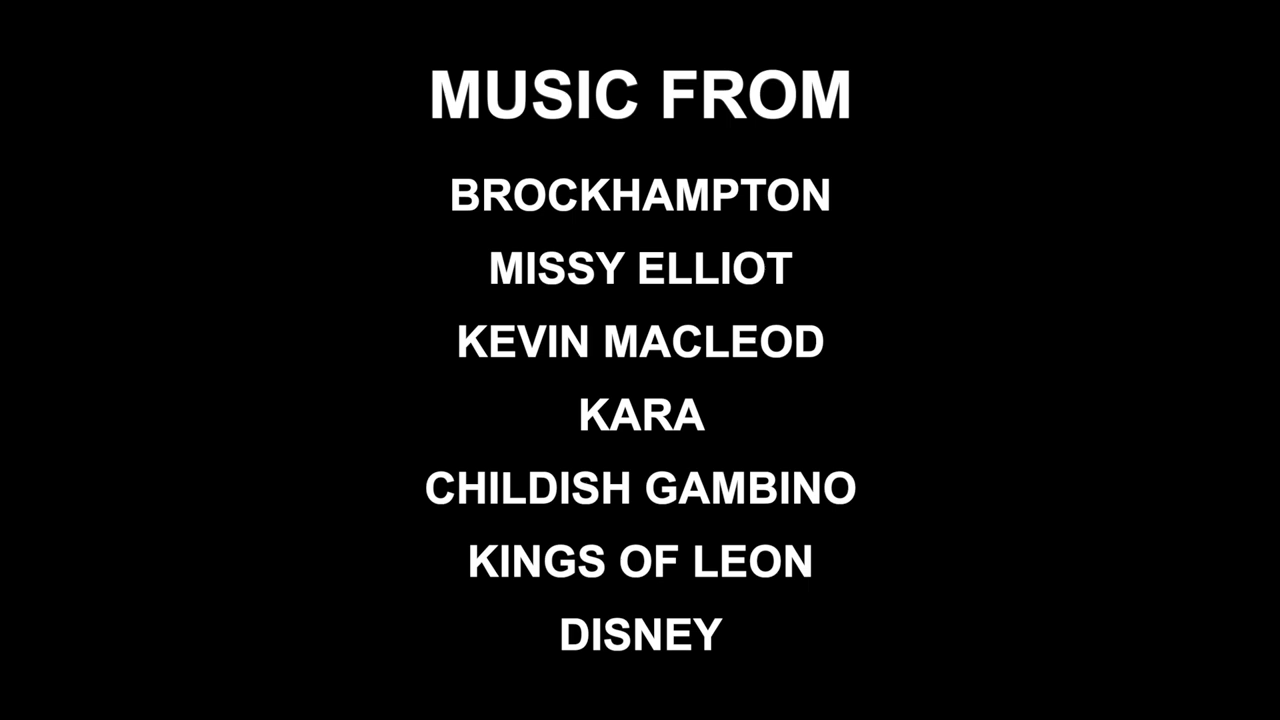 MUSIC FROM
BROCKHAMPTON
MISSY ELLIOT
KEVIN MACLEOD
KARA
CHILDISH GAMBINO
KINGS OF LEON
DISNEY